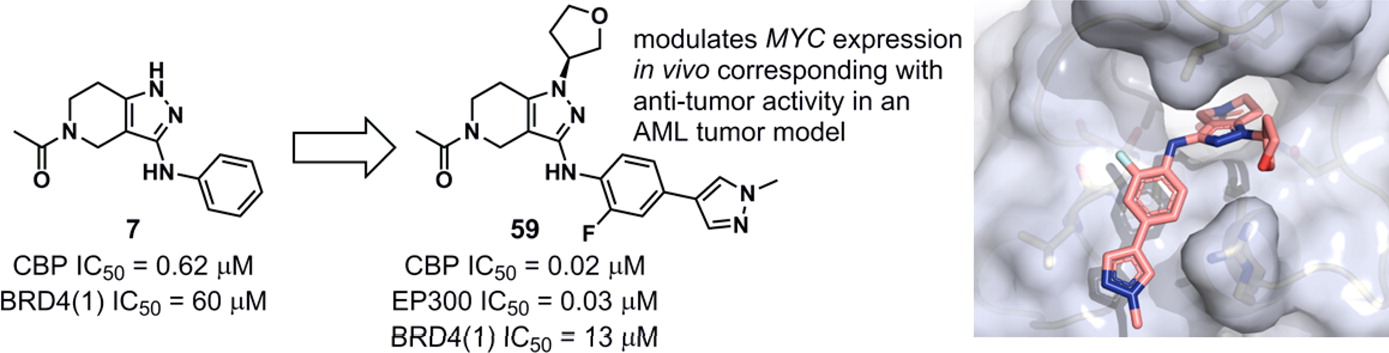 modulates MYC expression
in vivo corresponding with
anti-tumor activity in an
AML tumor model
H
N
N
N
O
HN
7
CBP IC50 = 0.62 μM
BRD4(1) IC50 = 60 μM
O
N
N
N
O
HN
F
N
N
59
CBP IC50 = 0.02 μM
EP300 IC50 = 0.03 μM
BRD4(1) IC50 = 13 μM